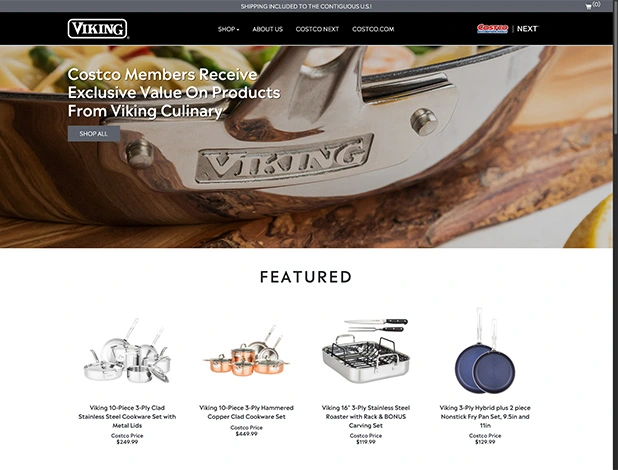 SHIPPING INCLUDED TO THE CONTIGUOUS U.S.!
(0)
VIKING
SHOP
ABOUT US
COSTCO NEXT
COSTCO.COM
COSTCO | NEXT
Costco Members Receive
Exclusive Value On Products
From Viking Culinary
SHOP ALL
VIKING
FEATURED
Viking 10-Piece 3-Ply Clad
Stainless Steel Cookware Set with
Metal Lids
Costco Price
$249.99
Viking 10-Piece 3-Ply Hammered
Copper Clad Cookware Set
Costco Price
$449.99
Viking 16" 3-Ply Stainless Steel
Roaster with Rack & BONUS
Carving Set
Costco Price
$119.99
Viking 3-Ply Hybrid plus 2 piece
Nonstick Fry Pan Set, 9.5in and
11in
Costco Price
$129.99